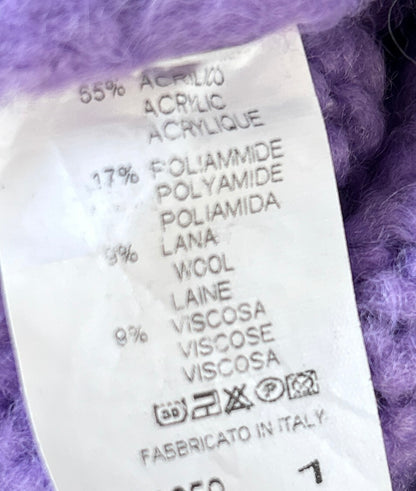 65% ACRILICO
ACRYLIC
ACRYLIQUE
17% POLIAMMIDE
POLYAMIDE
POLIAMIDA
9% LANA
WOOL
LAINE
9% VISCOSA
VISCOSE
VISCOSA
FABBRICATO IN ITALY
1